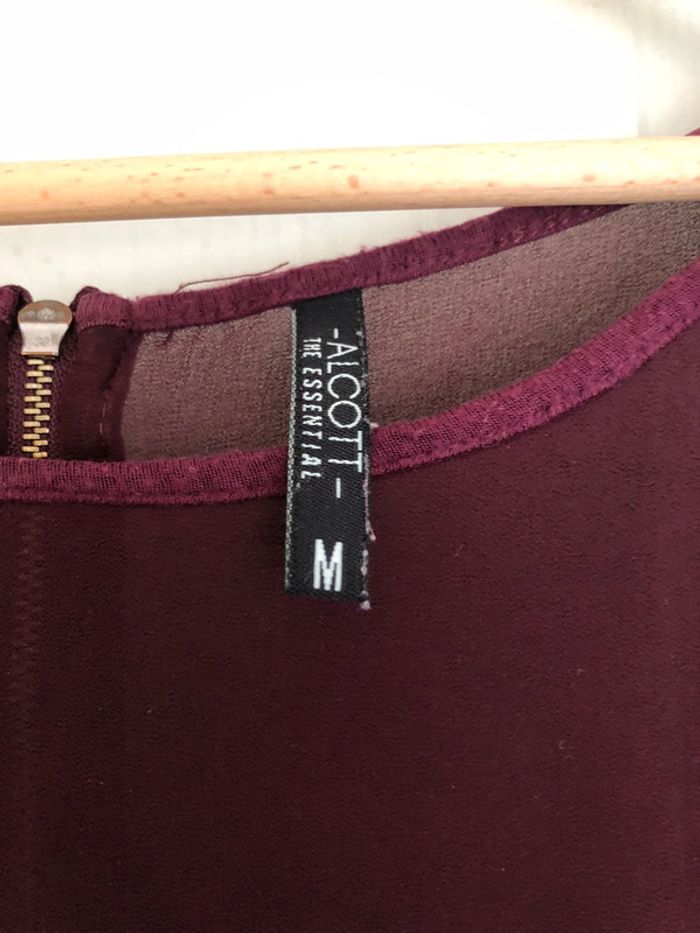 -ALCOTT-
THE ESSENTIAL
M